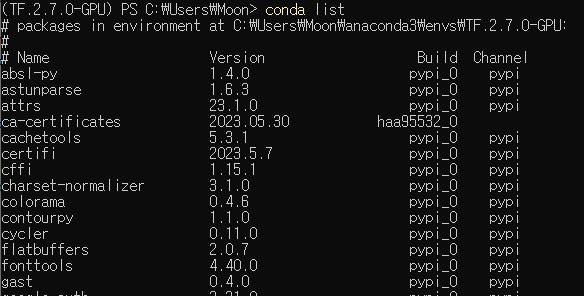 (TF.2.7.0-GPU) PS C:₩Users₩Moon> conda list
# packages in environment at C:₩Users₩Moon₩anaconda3₩envs₩TF.2.7.0-GPU:
#
# Name Version Build Channel
absl-py 1.4.0 pypi_0 pypi
astunparse 1.6.3 pypi_0 pypi
attrs 23.1.0 pypi_0 pypi
ca-certificates 2023.05.30 haa95532_0
cachetools 5.3.1 pypi_0 pypi
certifi 2023.5.7 pypi_0 pypi
cffi 1.15.1 pypi_0 pypi
charset-normalizer 3.1.0 pypi_0 pypi
colorama 0.4.6 pypi_0 pypi
contourpy 1.1.0 pypi_0 pypi
cycler 0.11.0 pypi_0 pypi
flatbuffers 2.0.7 pypi_0 pypi
fonttools 4.40.0 pypi_0 pypi
gast 0.4.0 pypi_0 pypi